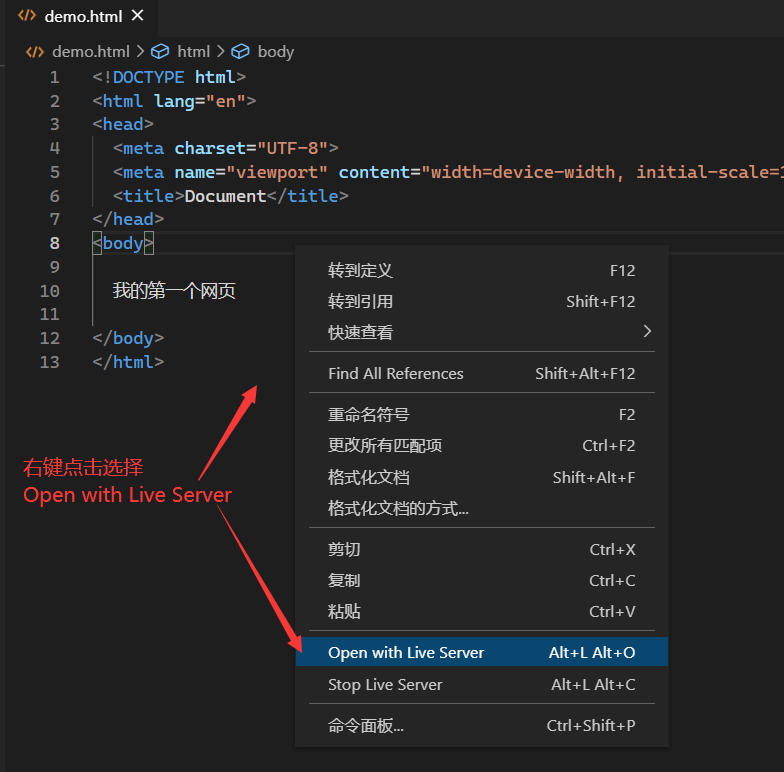 demo.html
demo.html > html > body
1 <!DOCTYPE html>
2 <html lang="en">
3 <head>
4 <meta charset="UTF-8">
5 <meta name="viewport" content="width=device-width, initial-scale=1
6 <title>Document</title>
7 </head>
8 <body>
9
10 我的第一个网页
11
12 </body>
13 </html>
右键点击选择
Open with Live Server
转到定义 F12
转到引用 Shift+F12
快速查看
Find All References Shift+Alt+F12
重命名符号 F2
更改所有匹配项 Ctrl+F2
格式化文档 Shift+Alt+F
格式化文档的方式...
剪切 Ctrl+X
复制 Ctrl+C
粘贴 Ctrl+V
Open with Live Server Alt+L Alt+O
Stop Live Server Alt+L Alt+C
命令面板... Ctrl+Shift+P